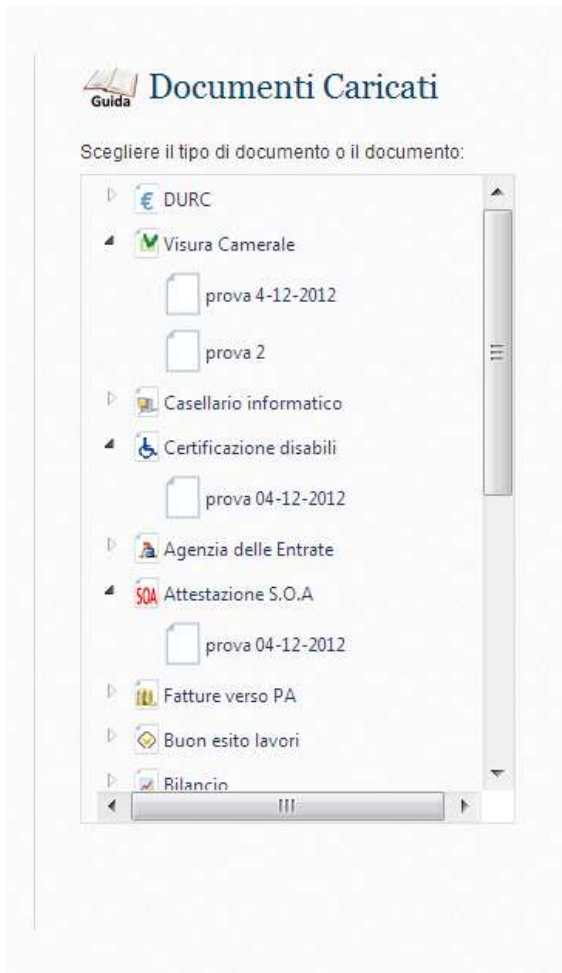 Guida
Documenti Caricati
Scegliere il tipo di documento o il documento:
€ DURC
Visura Camerale
prova 4-12-2012
prova 2
Casellario informatico
Certificazione disabili
prova 04-12-2012
Agenzia delle Entrate
SOA Attestazione S.O.A
prova 04-12-2012
Fatture verso PA
Buon esito lavori
Bilancio